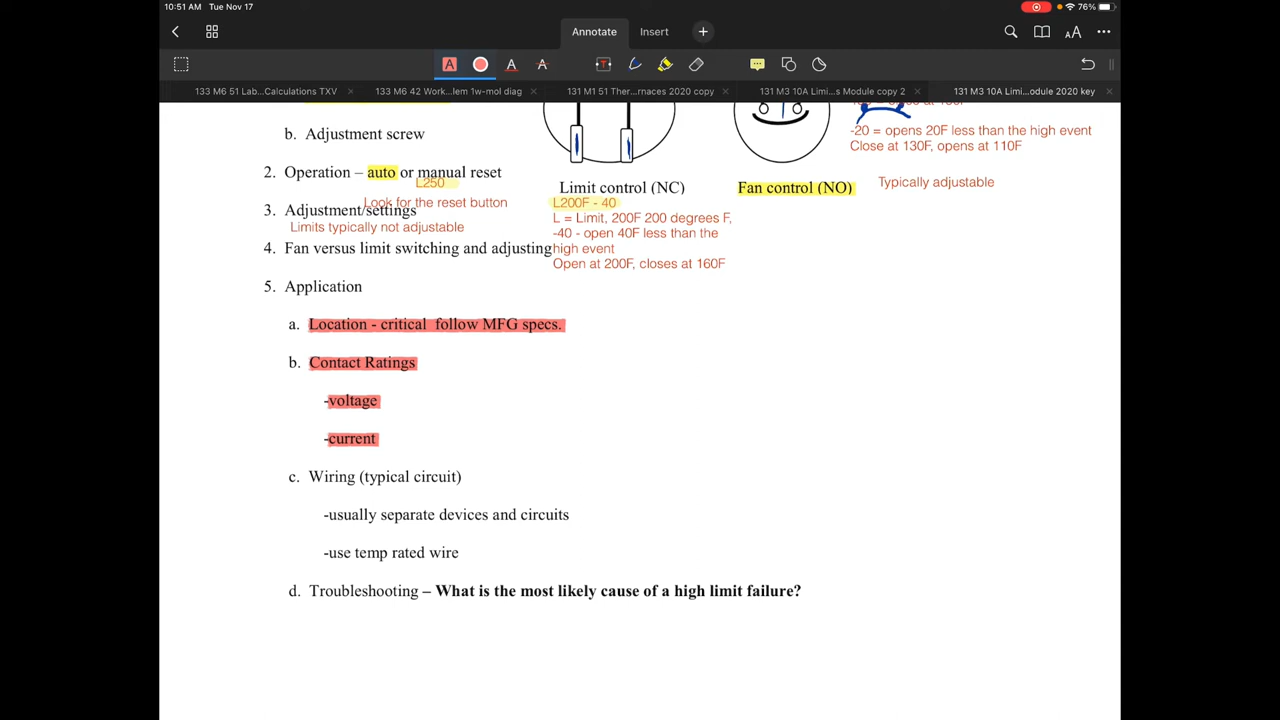 10:51 AM Tue Nov 17
76%
Annotate
Insert
131 M6 51 Lab...Calculations TXV
133 M6 42 Work...lem 1w-mol diag
131 M1 51 Ther...rnaces 2020 copy
131 M3 10A Limi...s Module copy 2
131 M3 10A Limi...odule 2020 key
b. Adjustment screw
-20 = opens 20F less than the high event
Close at 130F, opens at 110F
2. Operation – auto or manual reset
L250
Limit control (NC)
Fan control (NO)
Typically adjustable
Look for the reset button
L200F - 40
3. Adjustment/settings
L = Limit, 200F 200 degrees F,
Limits typically not adjustable
-40 - open 40F less than the
4. Fan versus limit switching and adjusting
high event
Open at 200F, closes at 160F
5. Application
a. Location - critical follow MFG specs.
b. Contact Ratings
-voltage
-current
c. Wiring (typical circuit)
-usually separate devices and circuits
-use temp rated wire
d. Troubleshooting – What is the most likely cause of a high limit failure?